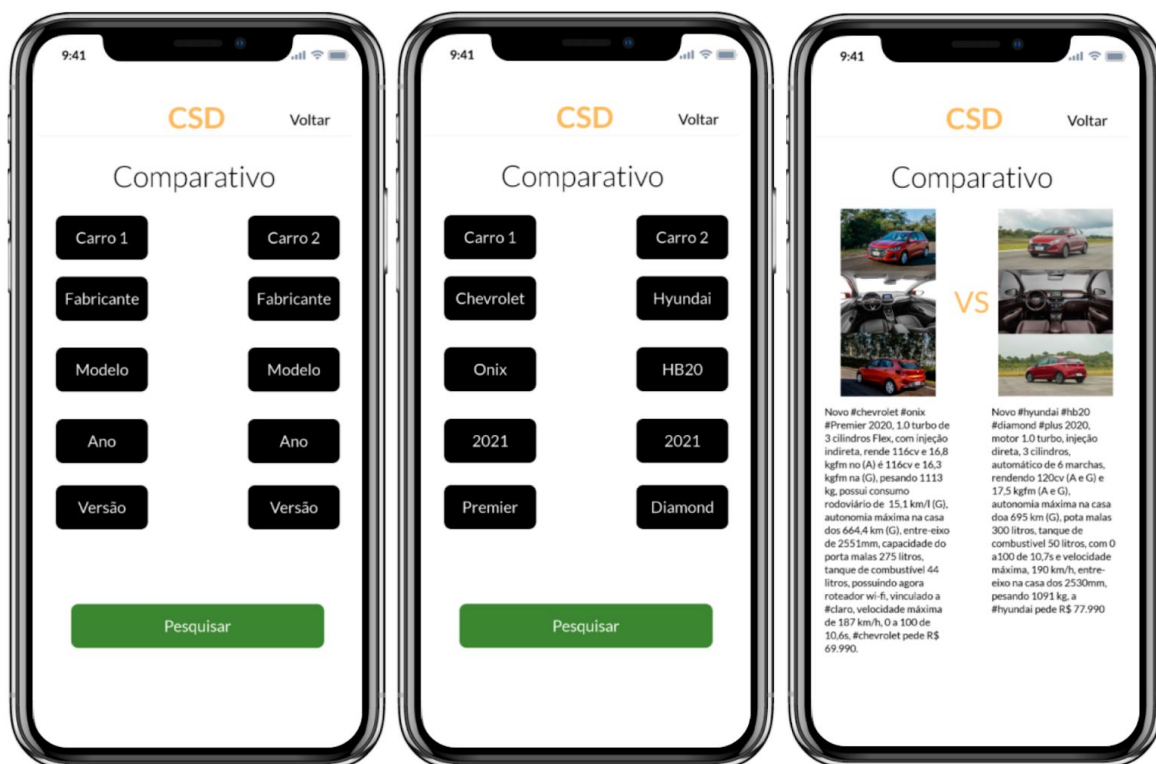 9:41
CSD Voltar
Comparativo
Carro 1 Carro 2
Fabricante Fabricante
Modelo Modelo
Ano Ano
Versão Versão
Pesquisar
9:41
CSD Voltar
Comparativo
Carro 1 Carro 2
Chevrolet Hyundai
Onix HB20
2021 2021
Premier Diamond
Pesquisar
9:41
CSD Voltar
Comparativo
VS
Novo #chevrolet #onix
#Premier 2020, 1.0 turbo de
3 cilindros Flex, com injeção
indireta, rende 116cv e 16,8
kgfm no (A) é 116cv e 16,3
kgfm na (G), pesando 1113
kg, possui consumo
rodoviário de 15,1 km/l (G),
autonomia máxima na casa
dos 664,4 km (G), entre-eixo
de 2551mm, capacidade do
porta malas 275 litros,
tanque de combustível 44
litros, possuindo agora
roteador wi-fi, vinculado a
#claro, velocidade máxima
de 187 km/h, 0 a 100 de
10,6s, #chevrolet pede R$
69.990.
Novo #hyundai #hb20
#diamond #plus 2020,
motor 1.0 turbo, injeção
direta, 3 cilindros,
automático de 6 marchas,
rendendo 120cv (A e G) e
17,5 kgfm (A e G),
autonomia máxima na casa
doa 695 km (G), pota malas
300 litros, tanque de
combustivel 50 litros, com 0
a100 de 10,7s e velocidade
máxima, 190 km/h, entre-
eixo na casa dos 2530mm,
pesando 1091 kg, a
#hyundai pede R$ 77.990